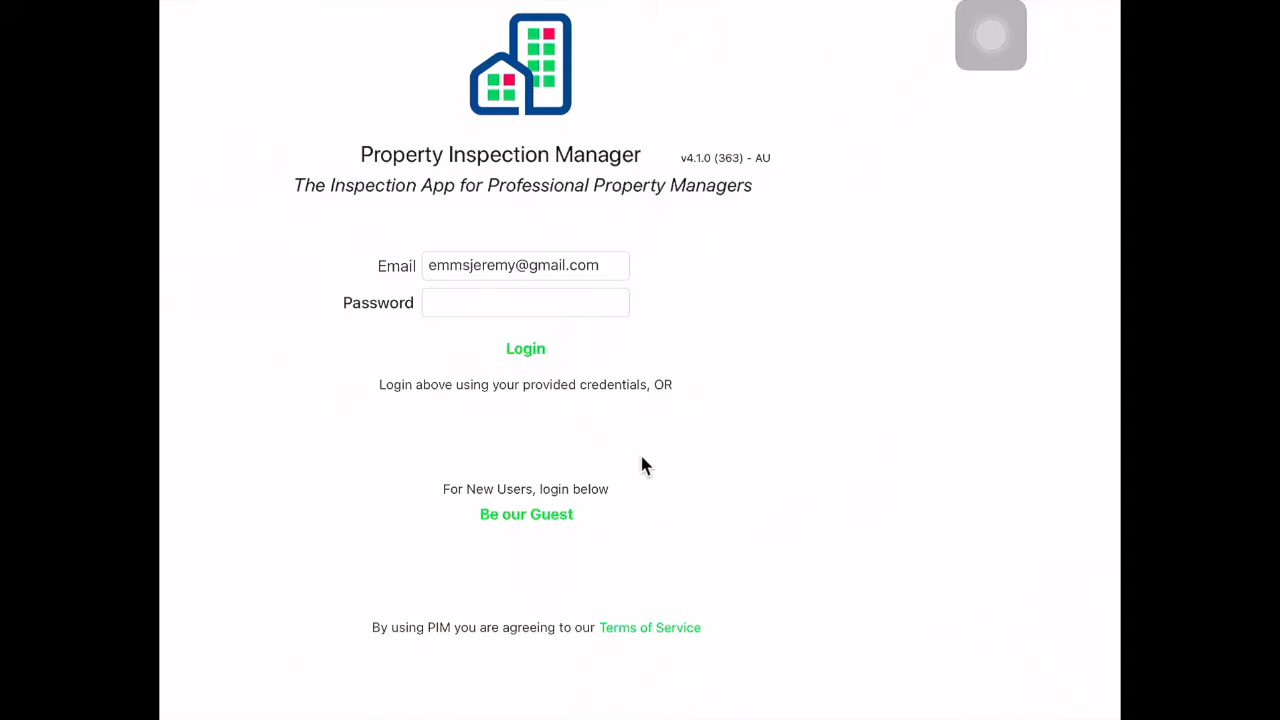 Property Inspection Manager v4.1.0 (363) - AU
The Inspection App for Professional Property Managers
Email emmsjeremy@gmail.com
Password
Login
Login above using your provided credentials, OR
For New Users, login below
Be our Guest
By using PIM you are agreeing to our Terms of Service